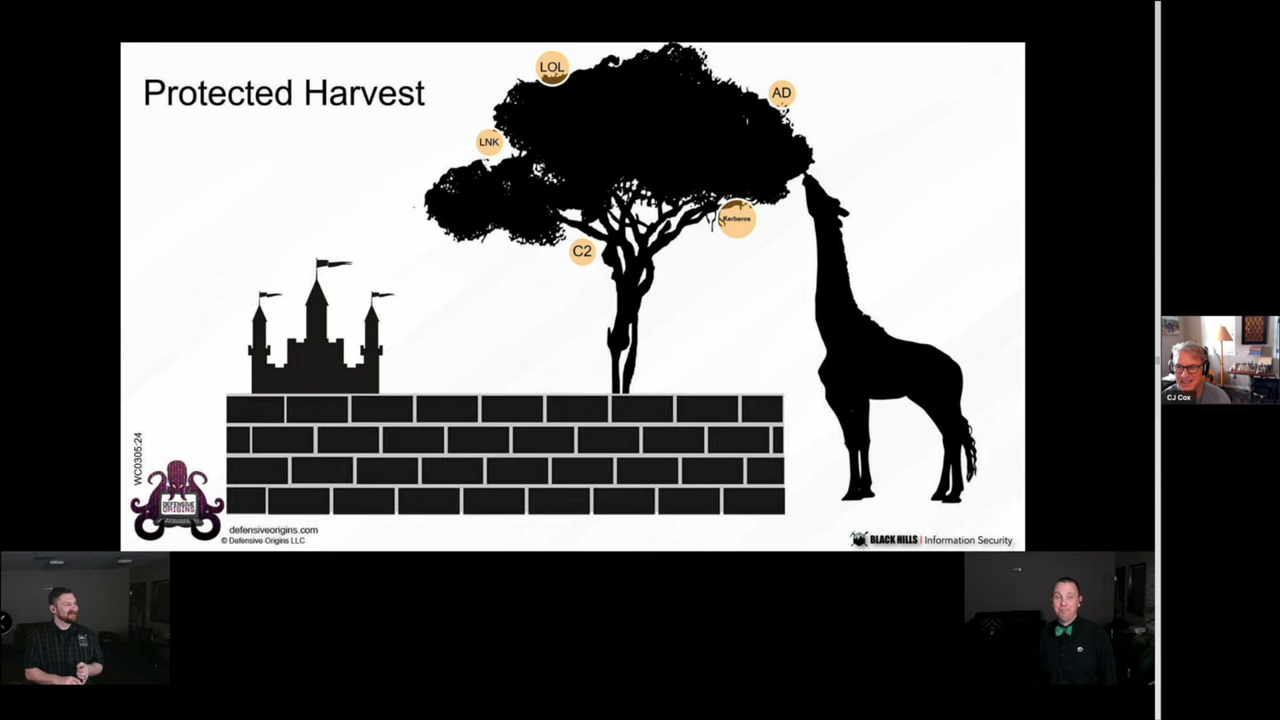 Protected Harvest
LOL
AD
LNK
Kerberos
C2
WC0305:24
DEFENSIVE
ORIGINS
defensiveorigins.com
© Defensive Origins LLC
BLACK HILLS | Information Security
CJ Cox